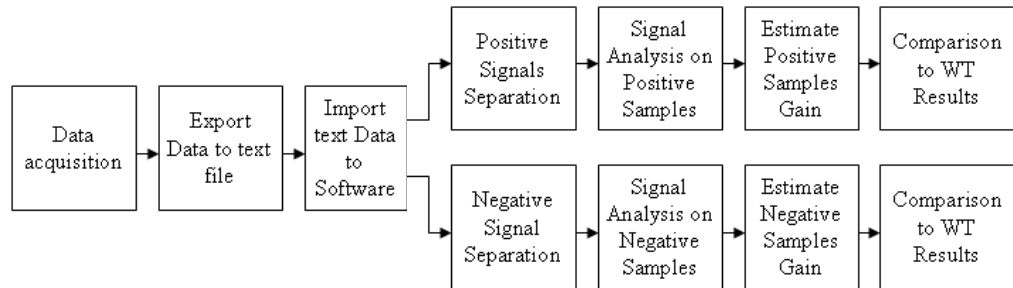 Data
acquisition
Export
Data to text
file
Import
text Data
to
Software
Positive
Signals
Separation
Signal
Analysis on
Positive
Samples
Estimate
Positive
Samples
Gain
Comparison
to WT
Results
Negative
Signal
Separation
Signal
Analysis on
Negative
Samples
Estimate
Negative
Samples
Gain
Comparison
to WT
Results